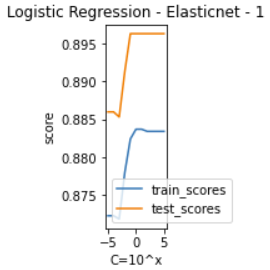 Logistic Regression - Elasticnet - 1
0.895
0.890
0.885
0.880
0.875
score
train_scores
test_scores
-5 0 5
C=10^x